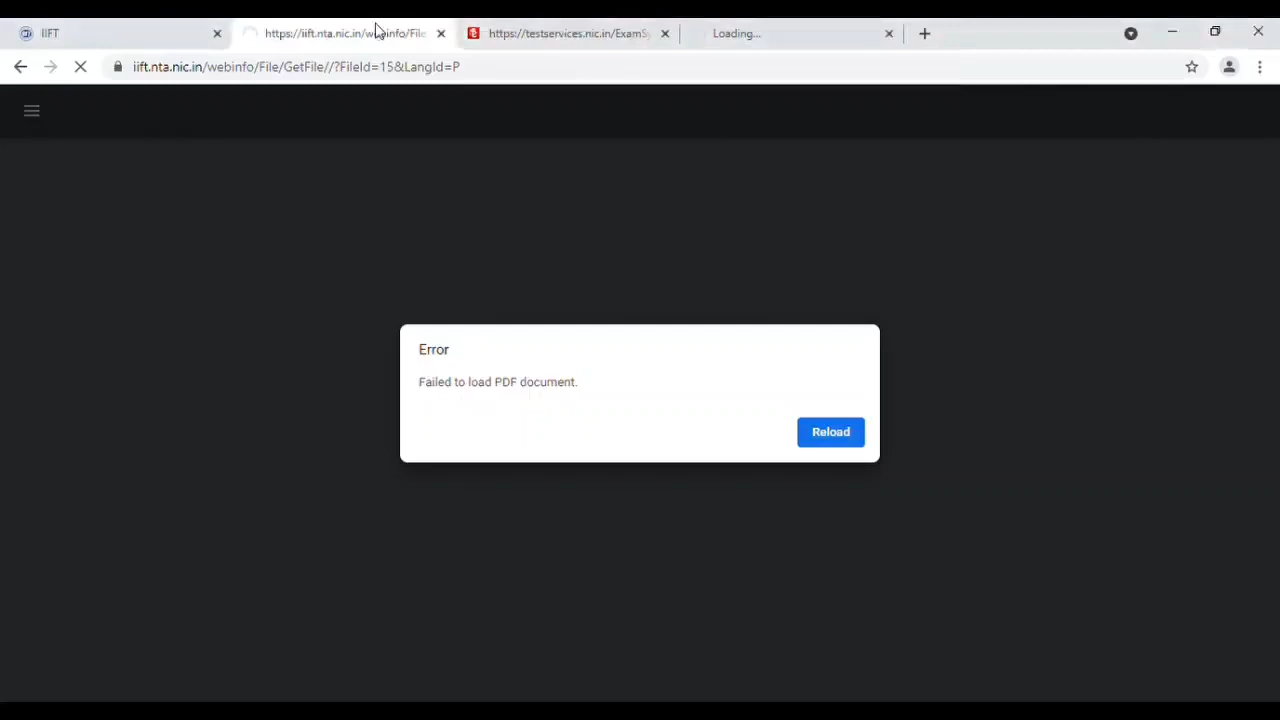 IIFT
https://iift.nta.nic.in/webinfo/File
https://testservices.nic.in/ExamSy
Loading...
iift.nta.nic.in/webinfo/File/GetFile//?FileId=15&LangId=P
Error
Failed to load PDF document.
Reload